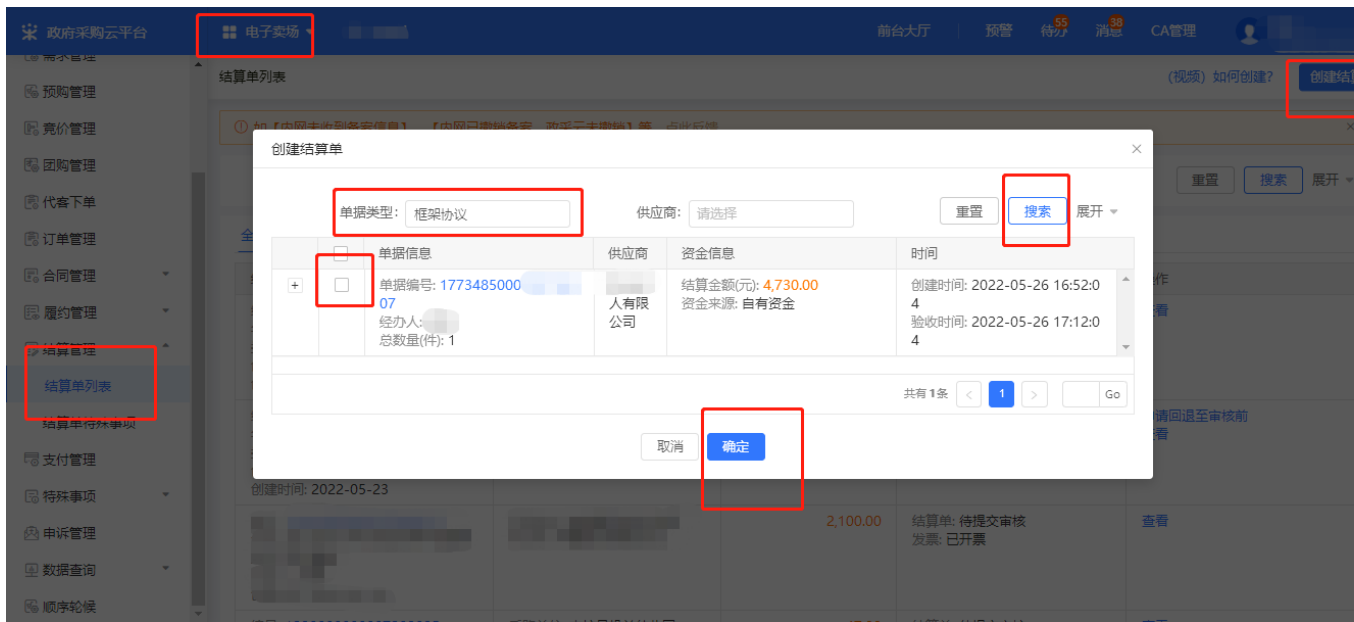 政府采购云平台
电子卖场
前台大厅
预警
待办
55
消息
38
CA管理
需求管理
预购管理
竞价管理
团购管理
代客下单
订单管理
合同管理
履约管理
结算管理
结算单列表
结算单特殊事项
支付管理
特殊事项
申诉管理
数据查询
顺序轮候
结算单列表
(视频) 如何创建?
创建结
重置
搜索
展开
创建结算单
单据类型:
框架协议
供应商:
请选择
重置
搜索
展开
单据信息
供应商
资金信息
时间
单据编号: 1773485000
07
经办人:
总数量(件): 1
人有限
公司
结算金额(元): 4,730.00
资金来源: 自有资金
创建时间: 2022-05-26 16:52:0
4
验收时间: 2022-05-26 17:12:0
4
共有1条
1
Go
取消
确定
作
看
请回退至审核前
看
创建时间: 2022-05-23
2,100.00
结算单: 待提交审核
发票: 已开票
查看